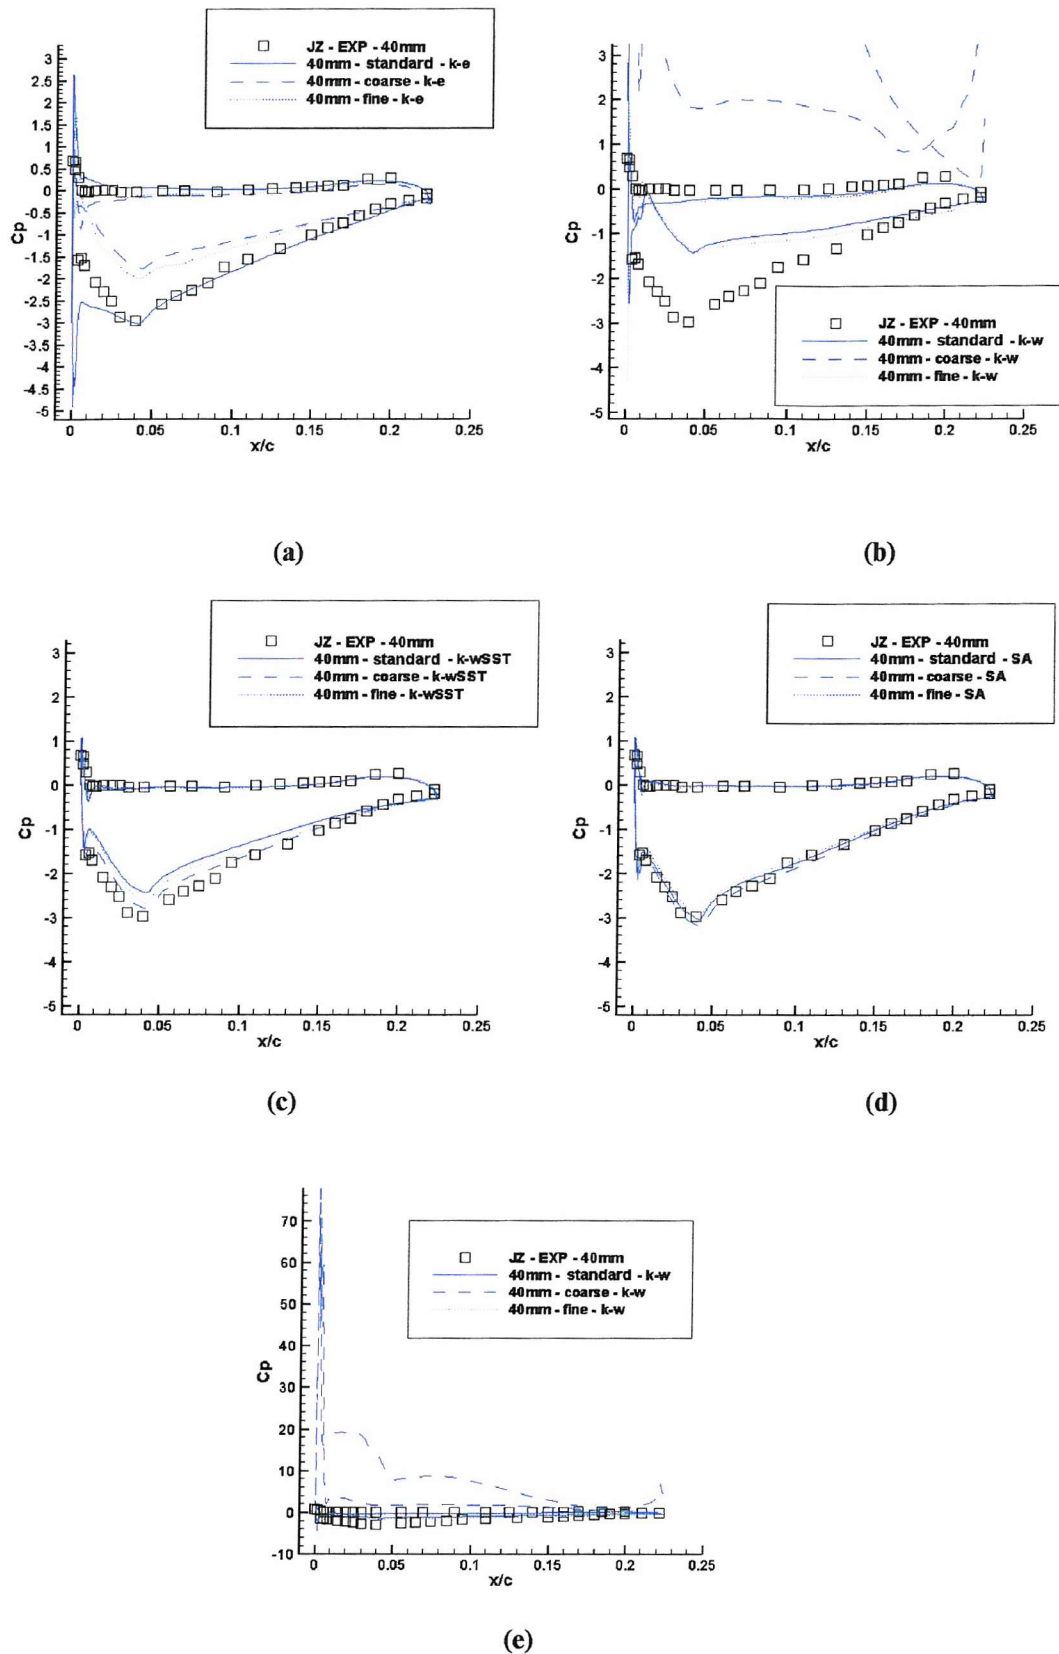 JZ - EXP - 40mm
40mm - standard - k-e
40mm - coarse - k-e
40mm - fine - k-e
3
2.5
2
1.5
1
0.5
0
-0.5
-1
-1.5
-2
-2.5
-3
-3.5
-4
-4.5
-5
Cp
0
0.05
0.1
0.15
0.2
0.25
x/c
(a)
3
2
1
0
-1
-2
-3
-4
-5
Cp
JZ - EXP - 40mm
40mm - standard - k-w
40mm - coarse - k-w
40mm - fine - k-w
0
0.05
0.1
0.15
0.2
0.25
x/c
(b)
JZ - EXP - 40mm
40mm - standard - k-wSST
40mm - coarse - k-wSST
40mm - fine - k-wSST
3
2
1
0
-1
-2
-3
-4
-5
Cp
0
0.05
0.1
0.15
0.2
0.25
x/c
(c)
JZ - EXP - 40mm
40mm - standard - SA
40mm - coarse - SA
40mm - fine - SA
3
2
1
0
-1
-2
-3
-4
-5
Cp
0
0.05
0.1
0.15
0.2
0.25
x/c
(d)
JZ - EXP - 40mm
40mm - standard - k-w
40mm - coarse - k-w
40mm - fine - k-w
70
60
50
40
30
20
10
0
-10
Cp
0
0.05
0.1
0.15
0.2
0.25
x/c
(e)